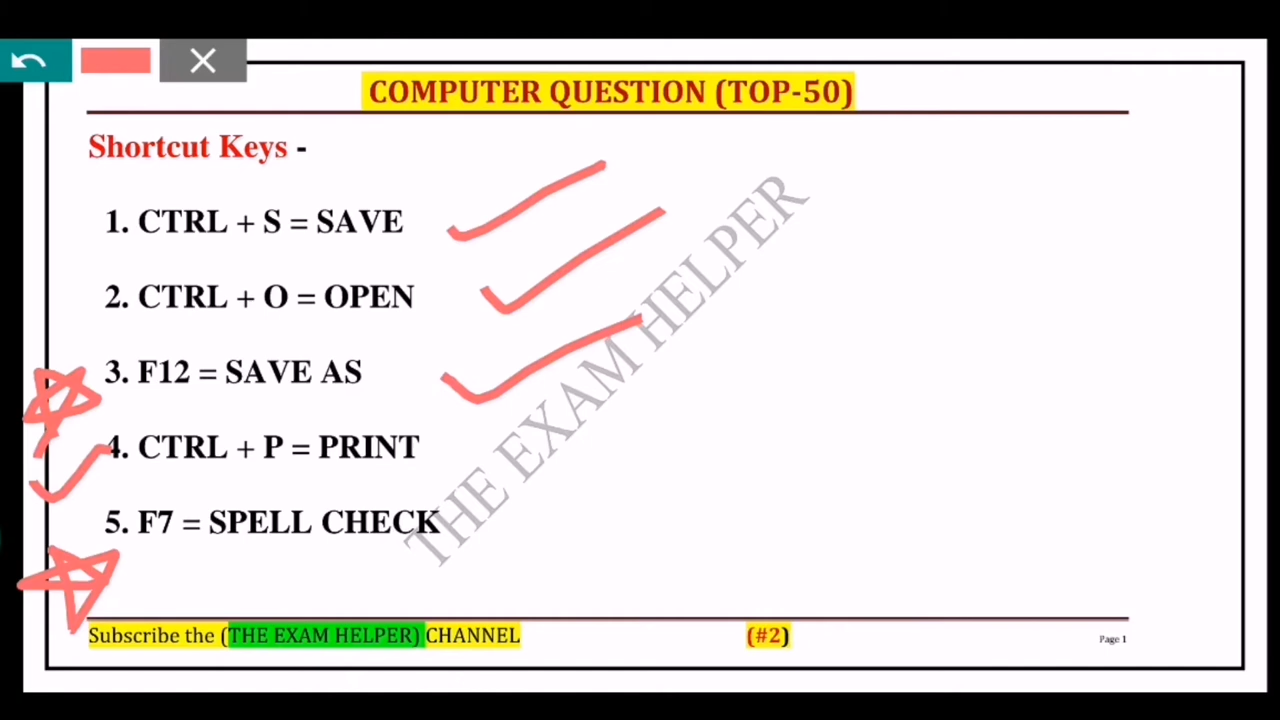 COMPUTER QUESTION (TOP-50)
Shortcut Keys -
1. CTRL + S = SAVE
2. CTRL + O = OPEN
3. F12 = SAVE AS
4. CTRL + P = PRINT
5. F7 = SPELL CHECK
THE EXAM HELPER
Subscribe the (THE EXAM HELPER) CHANNEL (#2) Page 1